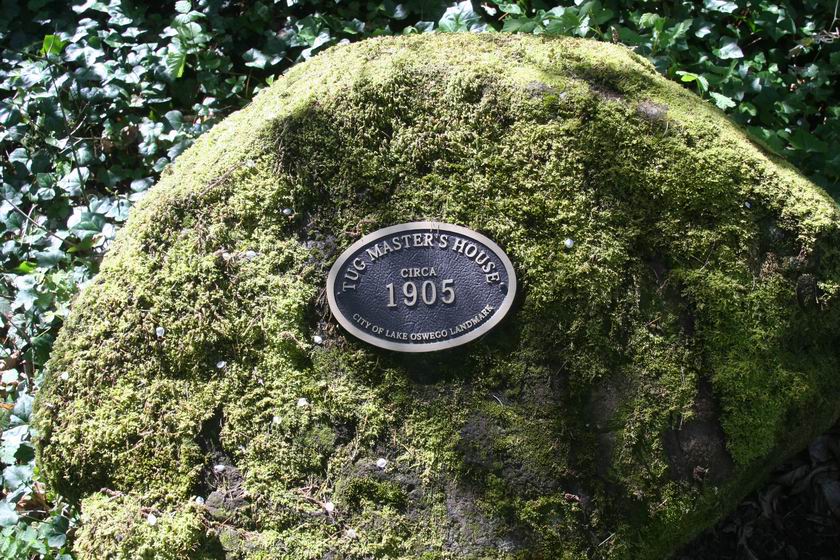 TUG MASTER'S HOUSE
CIRCA
1905
CITY OF LAKE OSWEGO LANDMARK